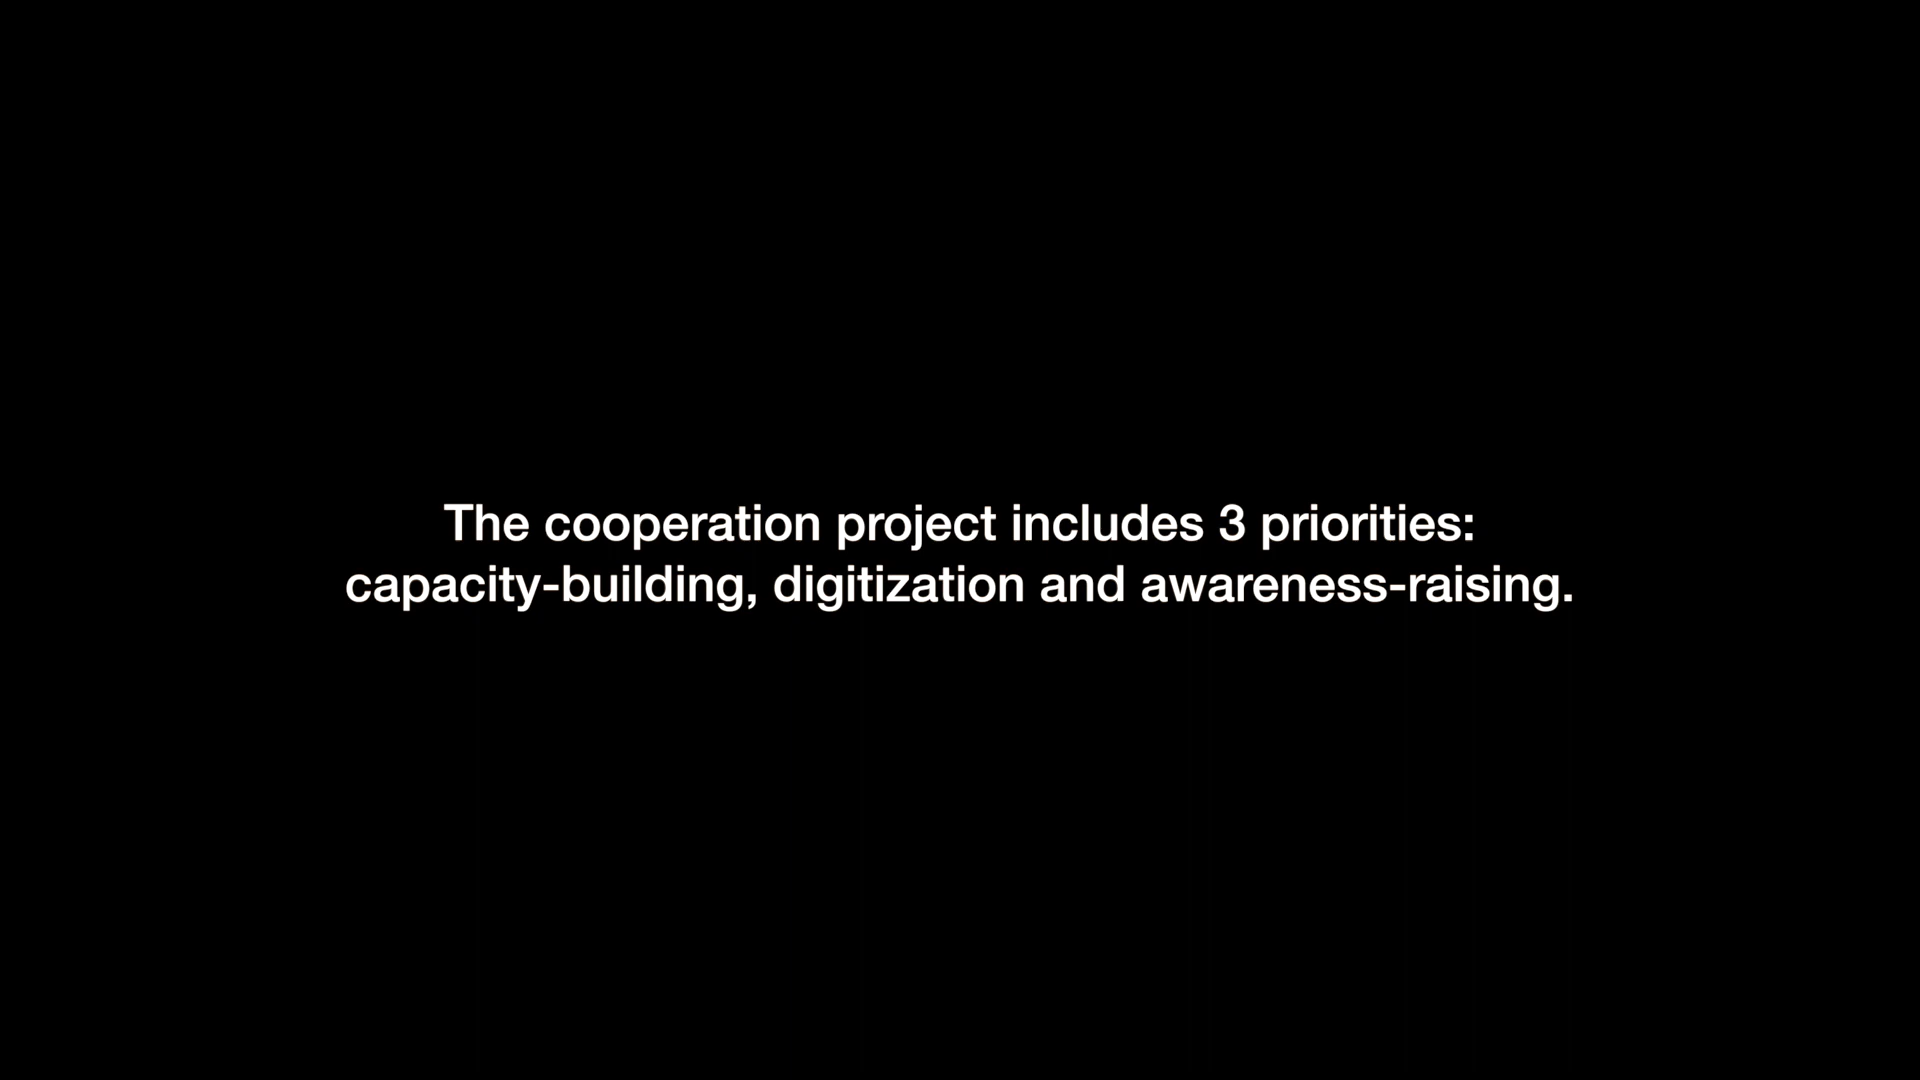 The cooperation project includes 3 priorities:
capacity-building, digitization and awareness-raising.